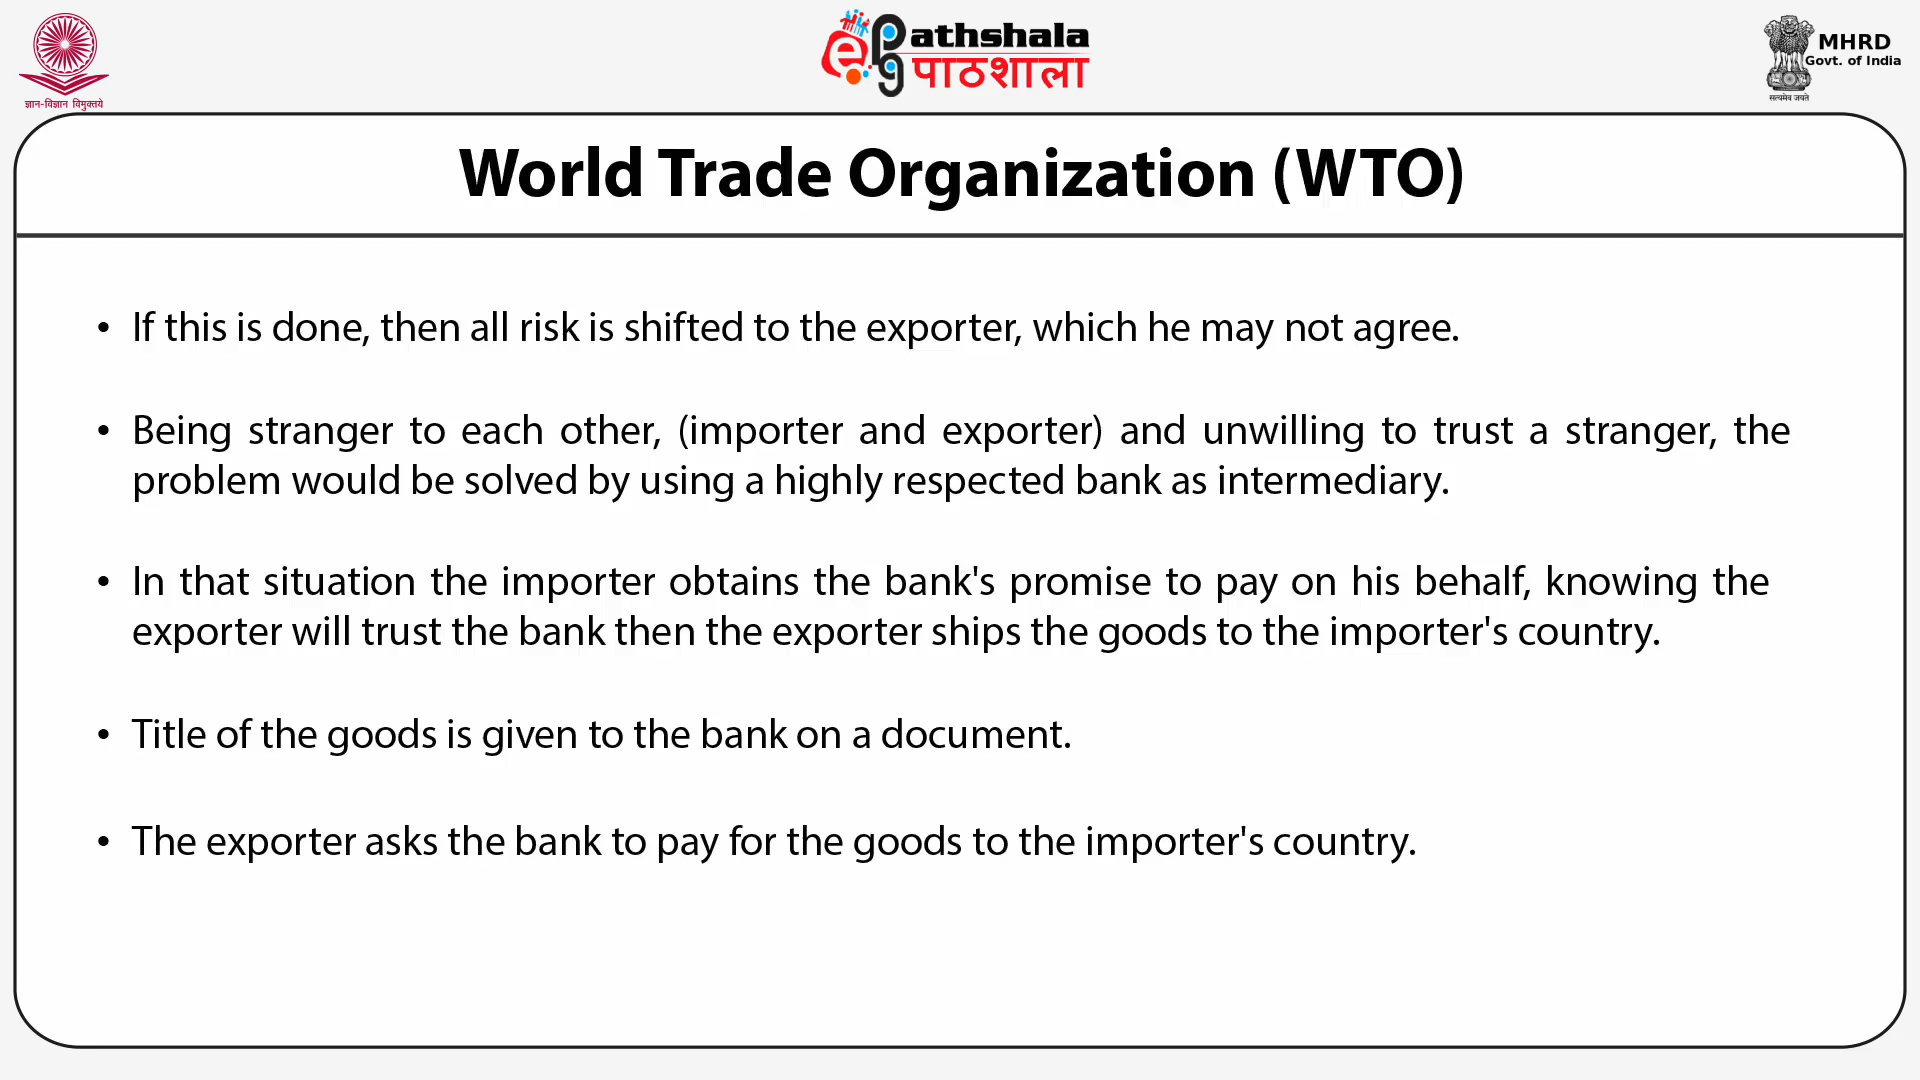 ज्ञान-विज्ञान विमुक्तये
e PG athshala
पाठशाला
MHRD
Govt. of India
सत्यमेव जयते
World Trade Organization (WTO)
• If this is done, then all risk is shifted to the exporter, which he may not agree.
• Being stranger to each other, (importer and exporter) and unwilling to trust a stranger, the
problem would be solved by using a highly respected bank as intermediary.
• In that situation the importer obtains the bank's promise to pay on his behalf, knowing the
exporter will trust the bank then the exporter ships the goods to the importer's country.
• Title of the goods is given to the bank on a document.
• The exporter asks the bank to pay for the goods to the importer's country.